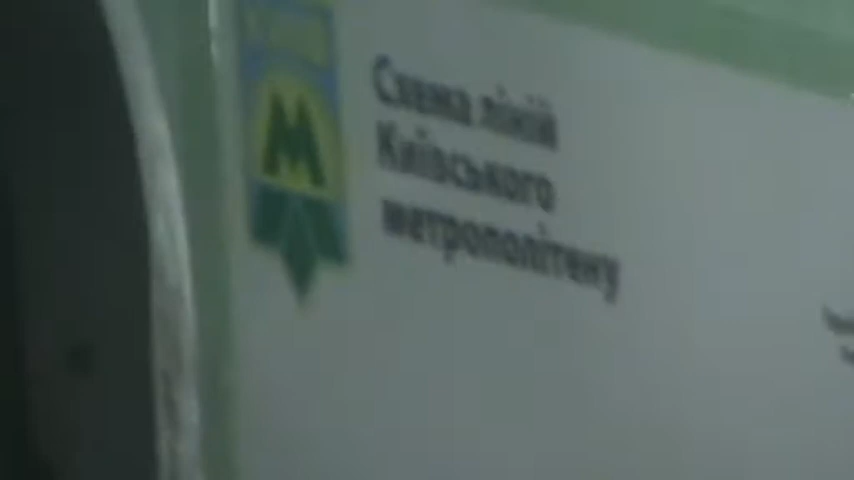 М
Схема ліній
Київського
метрополітену